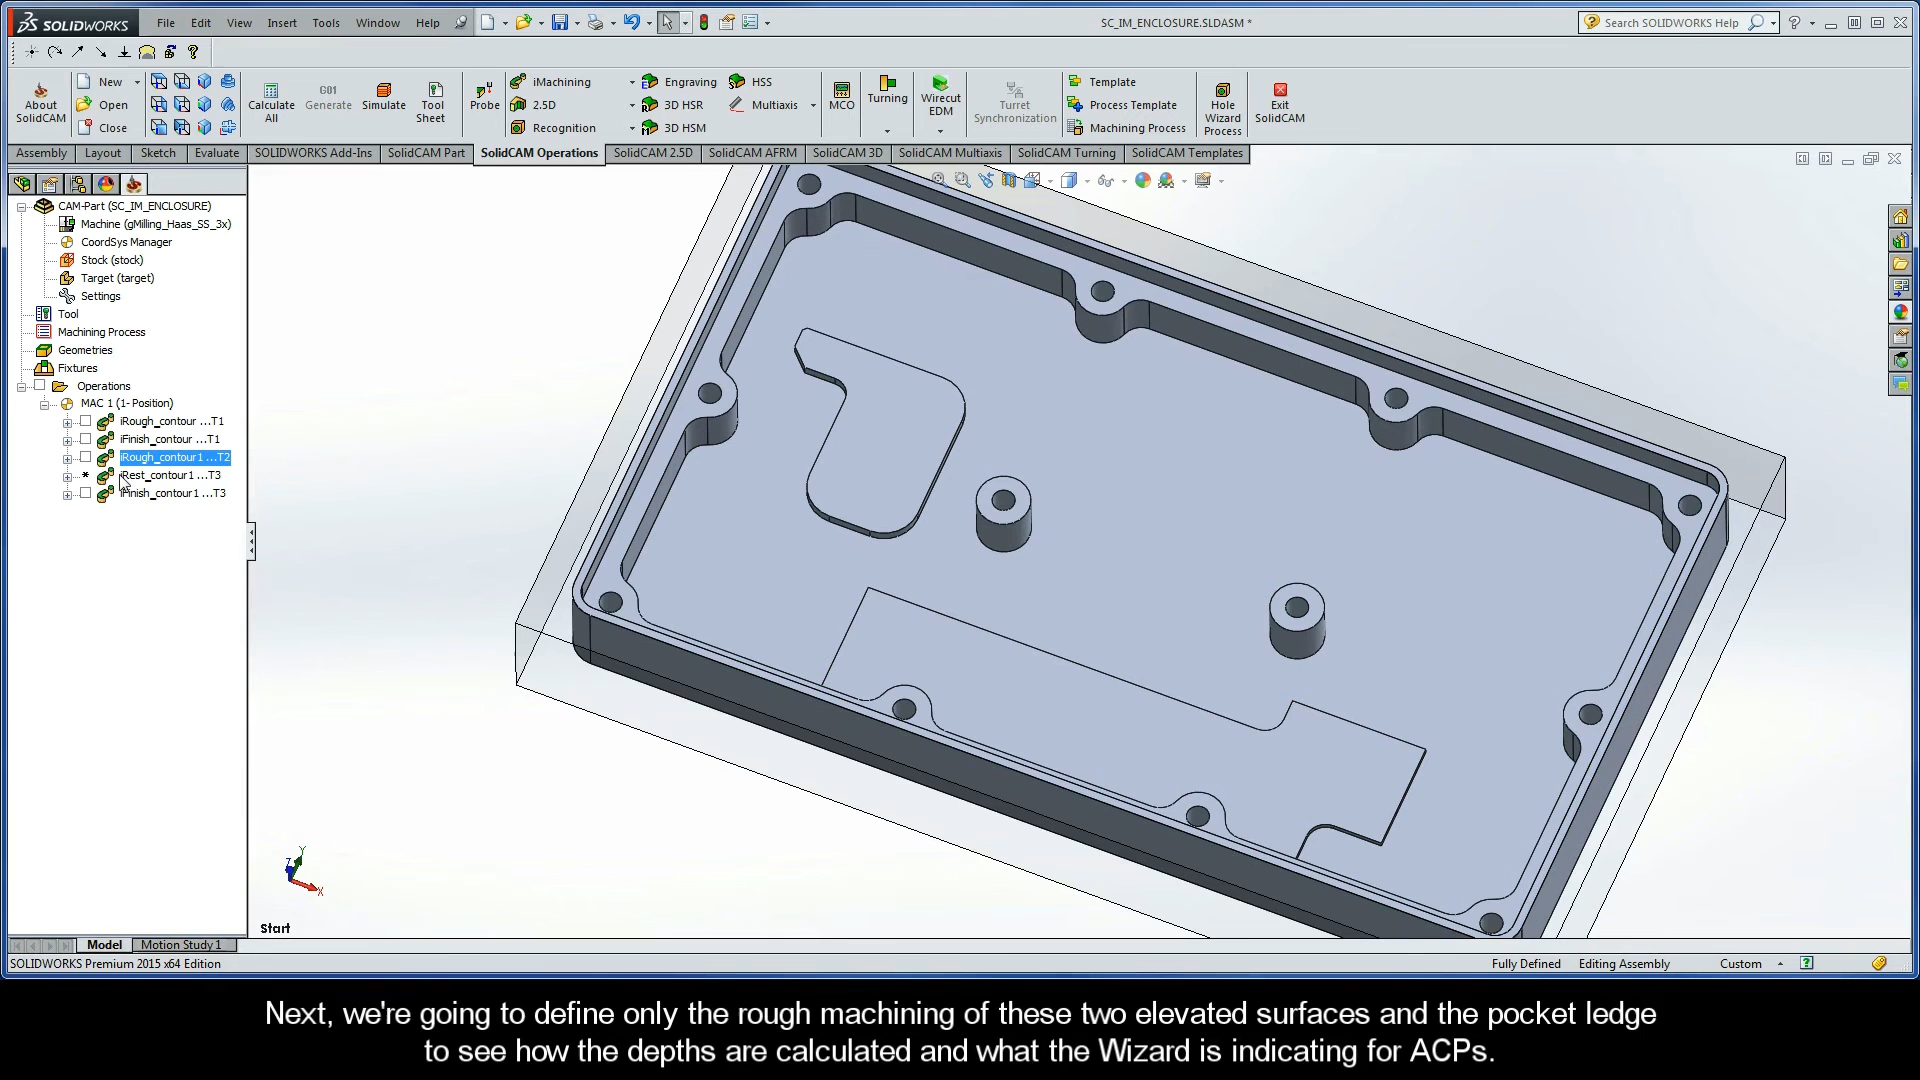 SOLIDWORKS
File Edit View Insert Tools Window Help
SC_IM_ENCLOSURE.SLDASM *
Search SOLIDWORKS Help
About SolidCAM
New
Open
Close
Calculate All
G01
Generate
Simulate
Tool Sheet
Probe
iMachining
2.5D
Recognition
Engraving
3D HSR
3D HSM
HSS
Multiaxis
MCO
Turning
Wirecut EDM
Turret Synchronization
Template
Process Template
Machining Process
Hole Wizard Process
Exit SolidCAM
Assembly Layout Sketch Evaluate SOLIDWORKS Add-Ins SolidCAM Part SolidCAM Operations SolidCAM 2.5D SolidCAM AFRM SolidCAM 3D SolidCAM Multiaxis SolidCAM Turning SolidCAM Templates
CAM-Part (SC_IM_ENCLOSURE)
Machine (gMilling_Haas_SS_3x)
CoordSys Manager
Stock (stock)
Target (target)
Settings
Tool
Machining Process
Geometries
Fixtures
Operations
MAC 1 (1- Position)
iRough_contour ...T1
iFinish_contour ...T1
iRough_contour1 ...T2
iRest_contour1 ...T3
iFinish_contour1 ...T3
Z Y X
Start
Model Motion Study 1
SOLIDWORKS Premium 2015 x64 Edition
Fully Defined Editing Assembly Custom
Next, we're going to define only the rough machining of these two elevated surfaces and the pocket ledge
to see how the depths are calculated and what the Wizard is indicating for ACPs.